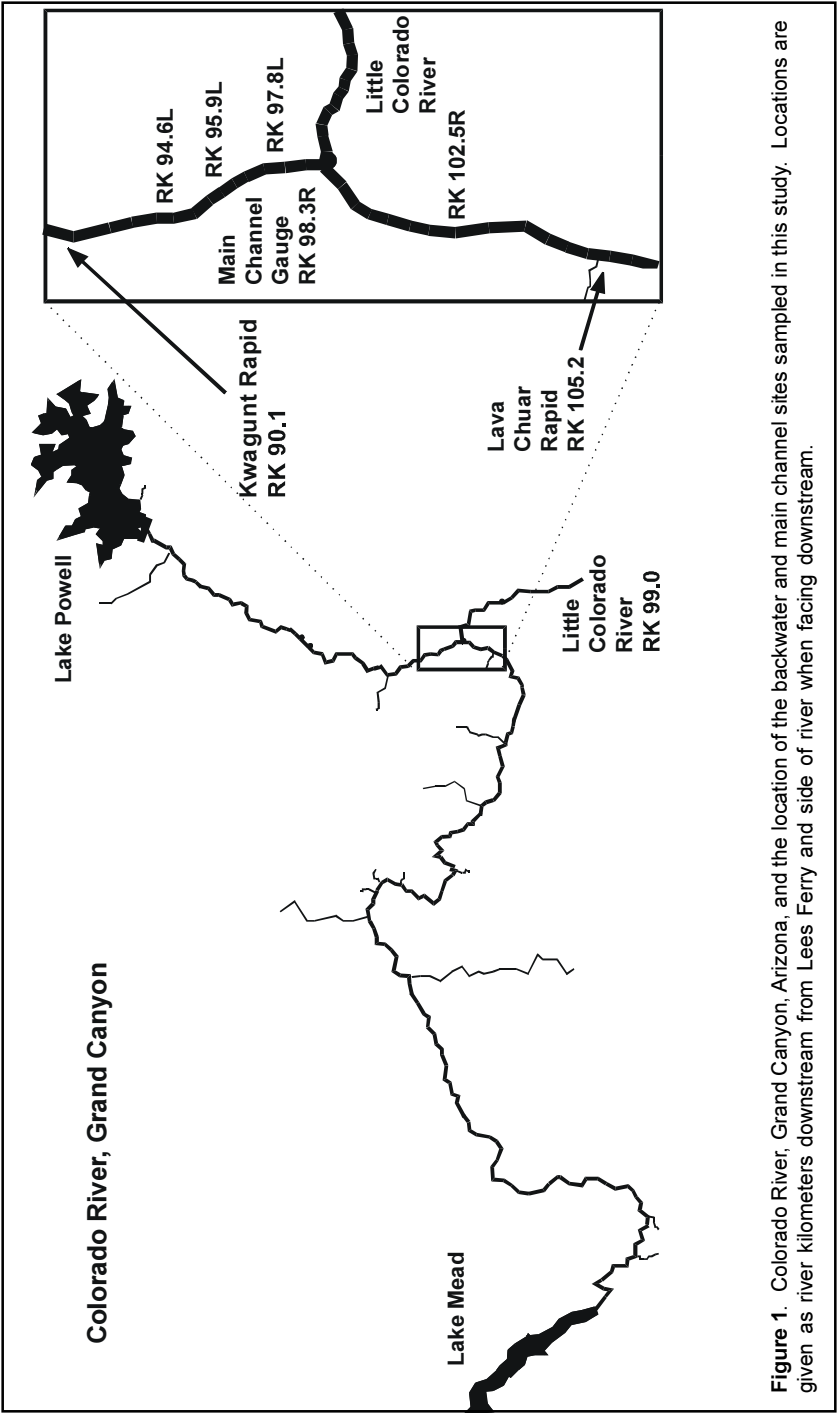 Colorado River, Grand Canyon
Lake Powell
Lake Mead
Little
Colorado
River
RK 99.0
Kwagunt Rapid
RK 90.1
Lava
Chuar
Rapid
RK 105.2
RK 94.6L
RK 95.9L
RK 97.8L
Main
Channel
Gauge
RK 98.3R
Little
Colorado
River
RK 102.5R
Figure 1. Colorado River, Grand Canyon, Arizona, and the location of the backwater and main channel sites sampled in this study. Locations are
given as river kilometers downstream from Lees Ferry and side of river when facing downstream.